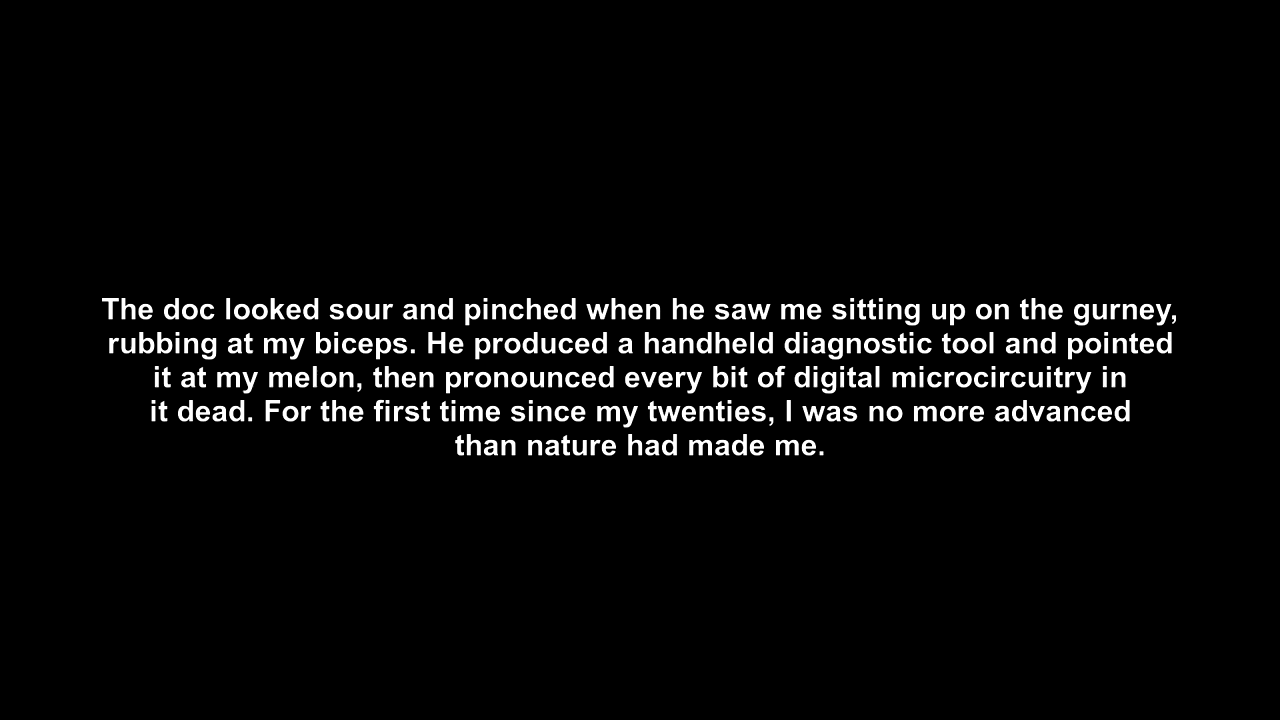 The doc looked sour and pinched when he saw me sitting up on the gurney,
rubbing at my biceps. He produced a handheld diagnostic tool and pointed
it at my melon, then pronounced every bit of digital microcircuitry in
it dead. For the first time since my twenties, I was no more advanced
than nature had made me.